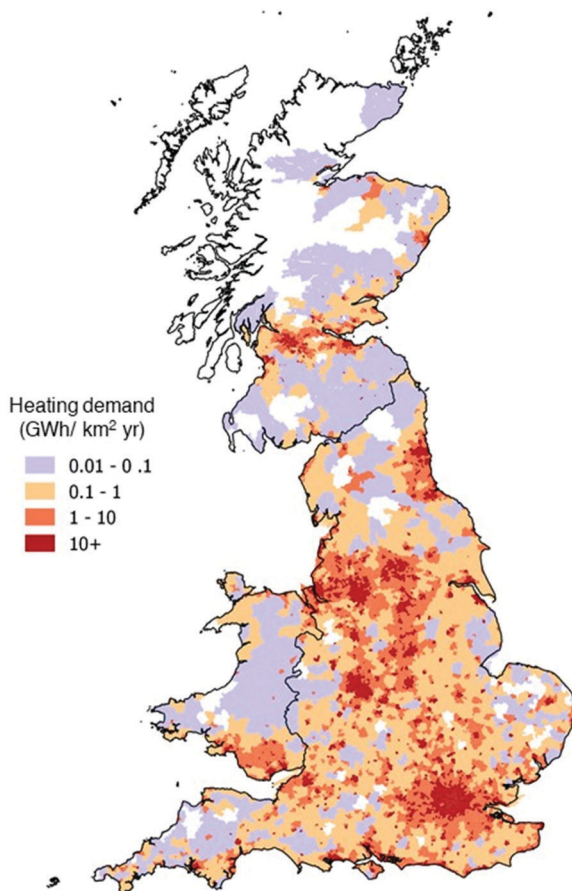 Heating demand
(GWh/ km² yr)
0.01 - 0 .1
0.1 - 1
1 - 10
10+